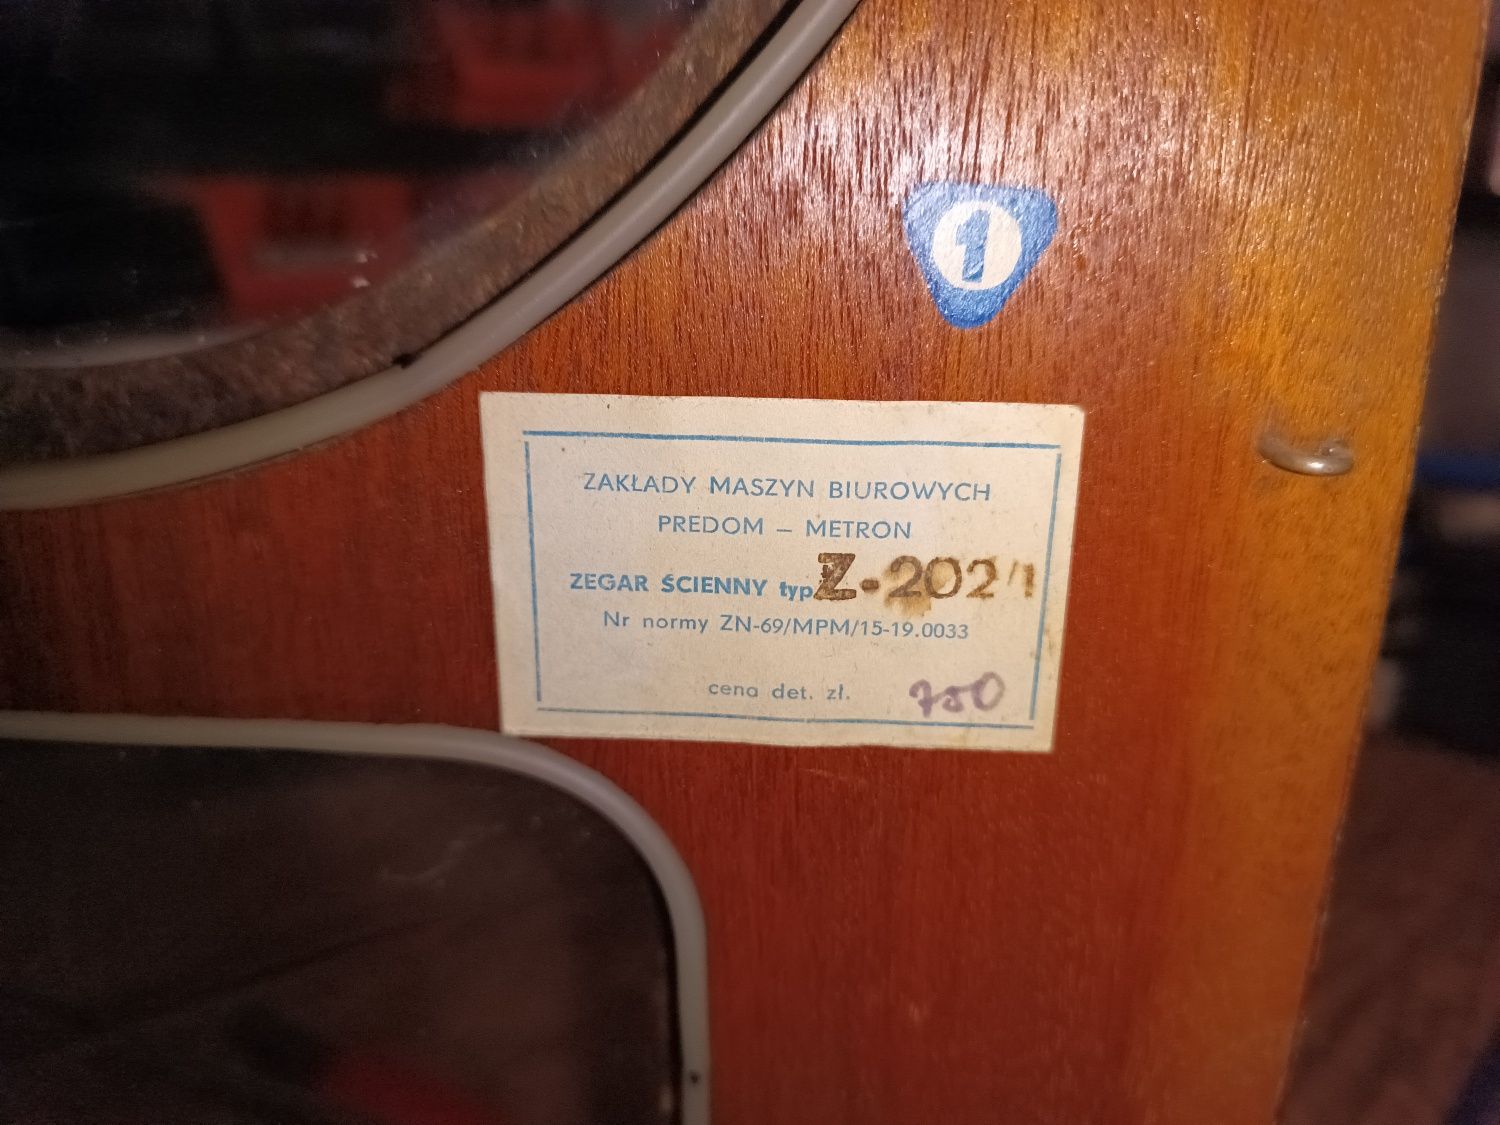 1
ZAKŁADY MASZYN BIUROWYCH
PREDOM – METRON
ZEGAR ŚCIENNY typ Z-202/1
Nr normy ZN-69/MPM/15-19.0033
cena det. zł. 750